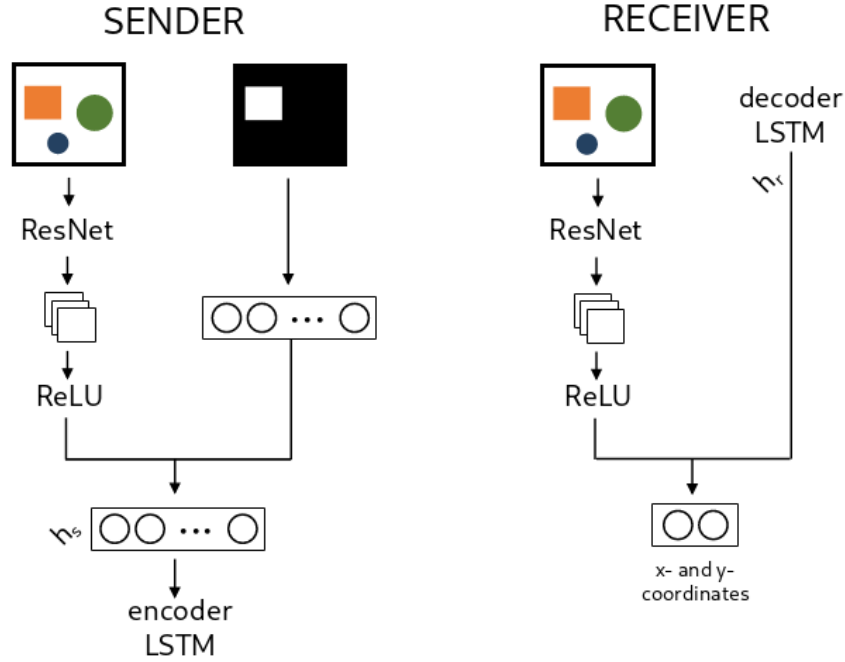 SENDER
ResNet
ReLU
hₛ
encoder
LSTM
RECEIVER
decoder
LSTM
hᵣ
ResNet
ReLU
x- and y-
coordinates